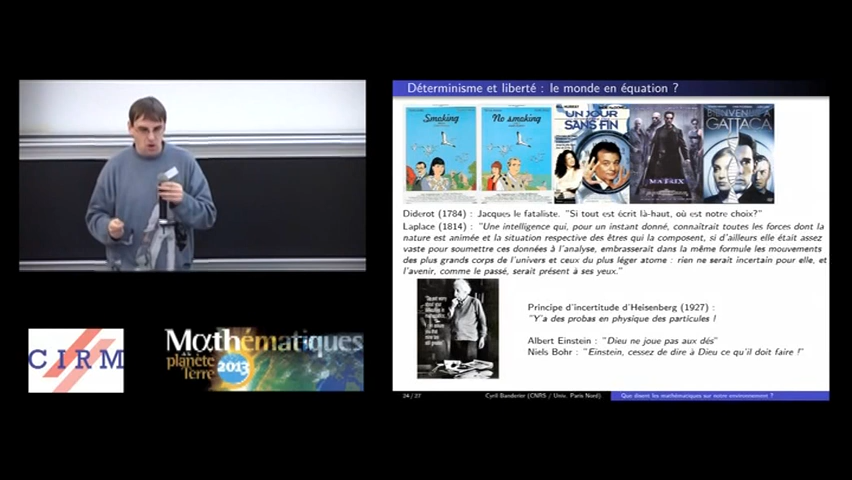 Déterminisme et liberté : le monde en équation ?
Smoking
No smoking
UN JOUR
SANS FIN
MATRIX
BIENVENUE À
GATTACA
Diderot (1784) : Jacques le fataliste. "Si tout est écrit là-haut, où est notre choix?"
Laplace (1814) : "Une intelligence qui, pour un instant donné, connaîtrait toutes les forces dont la
nature est animée et la situation respective des êtres qui la composent, si d'ailleurs elle était assez
vaste pour soumettre ces données à l'analyse, embrasserait dans la même formule les mouvements
des plus grands corps de l'univers et ceux du plus léger atome : rien ne serait incertain pour elle, et
l'avenir, comme le passé, serait présent à ses yeux."
Principe d'incertitude d'Heisenberg (1927) :
"Y'a des probas en physique des particules !
Albert Einstein : "Dieu ne joue pas aux dés"
Niels Bohr : "Einstein, cessez de dire à Dieu ce qu'il doit faire !"
24 / 27
Cyril Banderier (CNRS / Univ. Paris Nord)
Que disent les mathématiques sur notre environnement ?
CIRM
Mathématiques
planète
Terre
2013